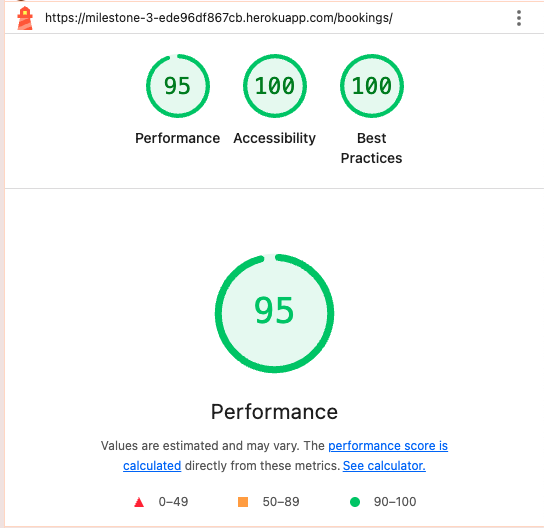 https://milestone-3-ede96df867cb.herokuapp.com/bookings/
95 100 100
Performance Accessibility Best
Practices
95
Performance
Values are estimated and may vary. The performance score is
calculated directly from these metrics. See calculator.
0–49 50–89 90–100